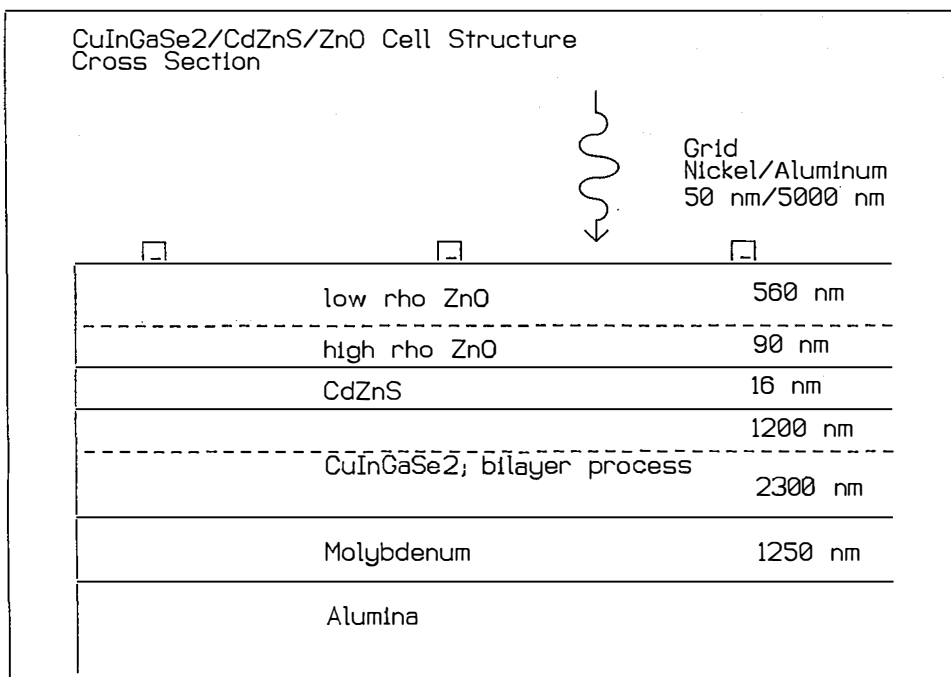 CuInGaSe2/CdZnS/ZnO Cell Structure
Cross Section
Grid
Nickel/Aluminum
50 nm/5000 nm
low rho ZnO 560 nm
high rho ZnO 90 nm
CdZnS 16 nm
1200 nm
CuInGaSe2; bilayer process
2300 nm
Molybdenum 1250 nm
Alumina